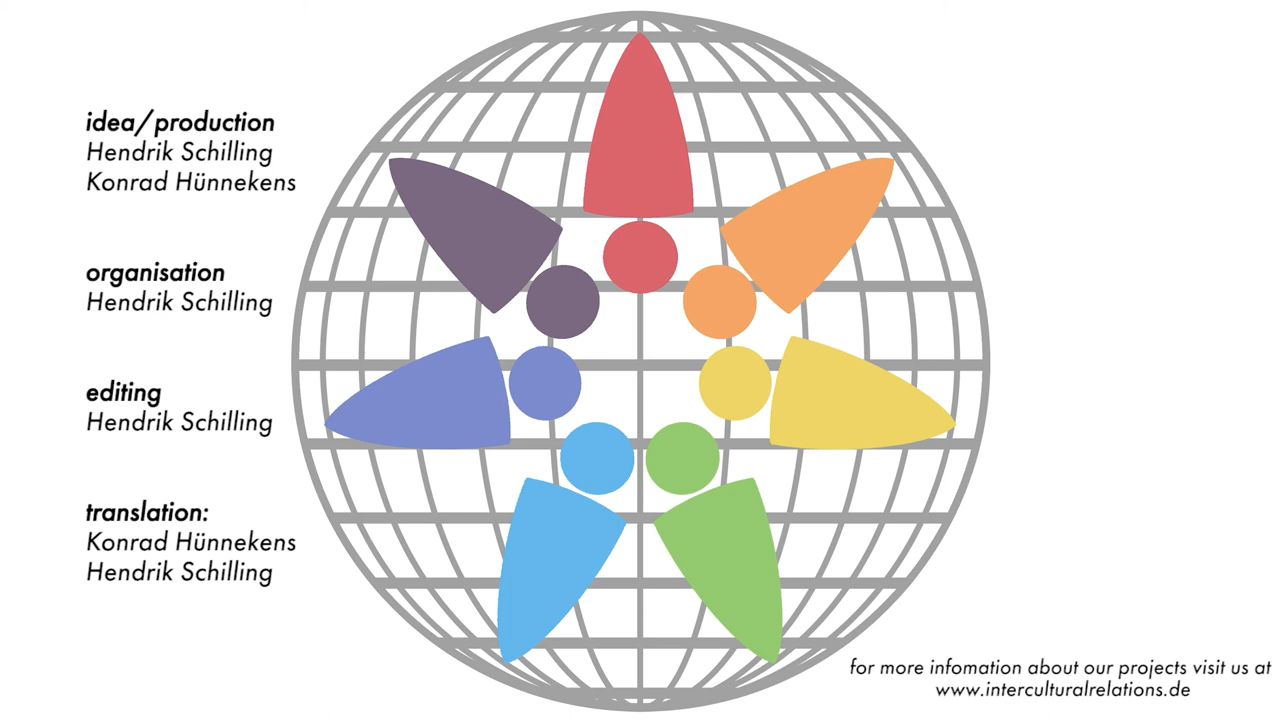 idea/production
Hendrik Schilling
Konrad Hünnekens
organisation
Hendrik Schilling
editing
Hendrik Schilling
translation:
Konrad Hünnekens
Hendrik Schilling
for more infomation about our projects visit us at
www.interculturalrelations.de